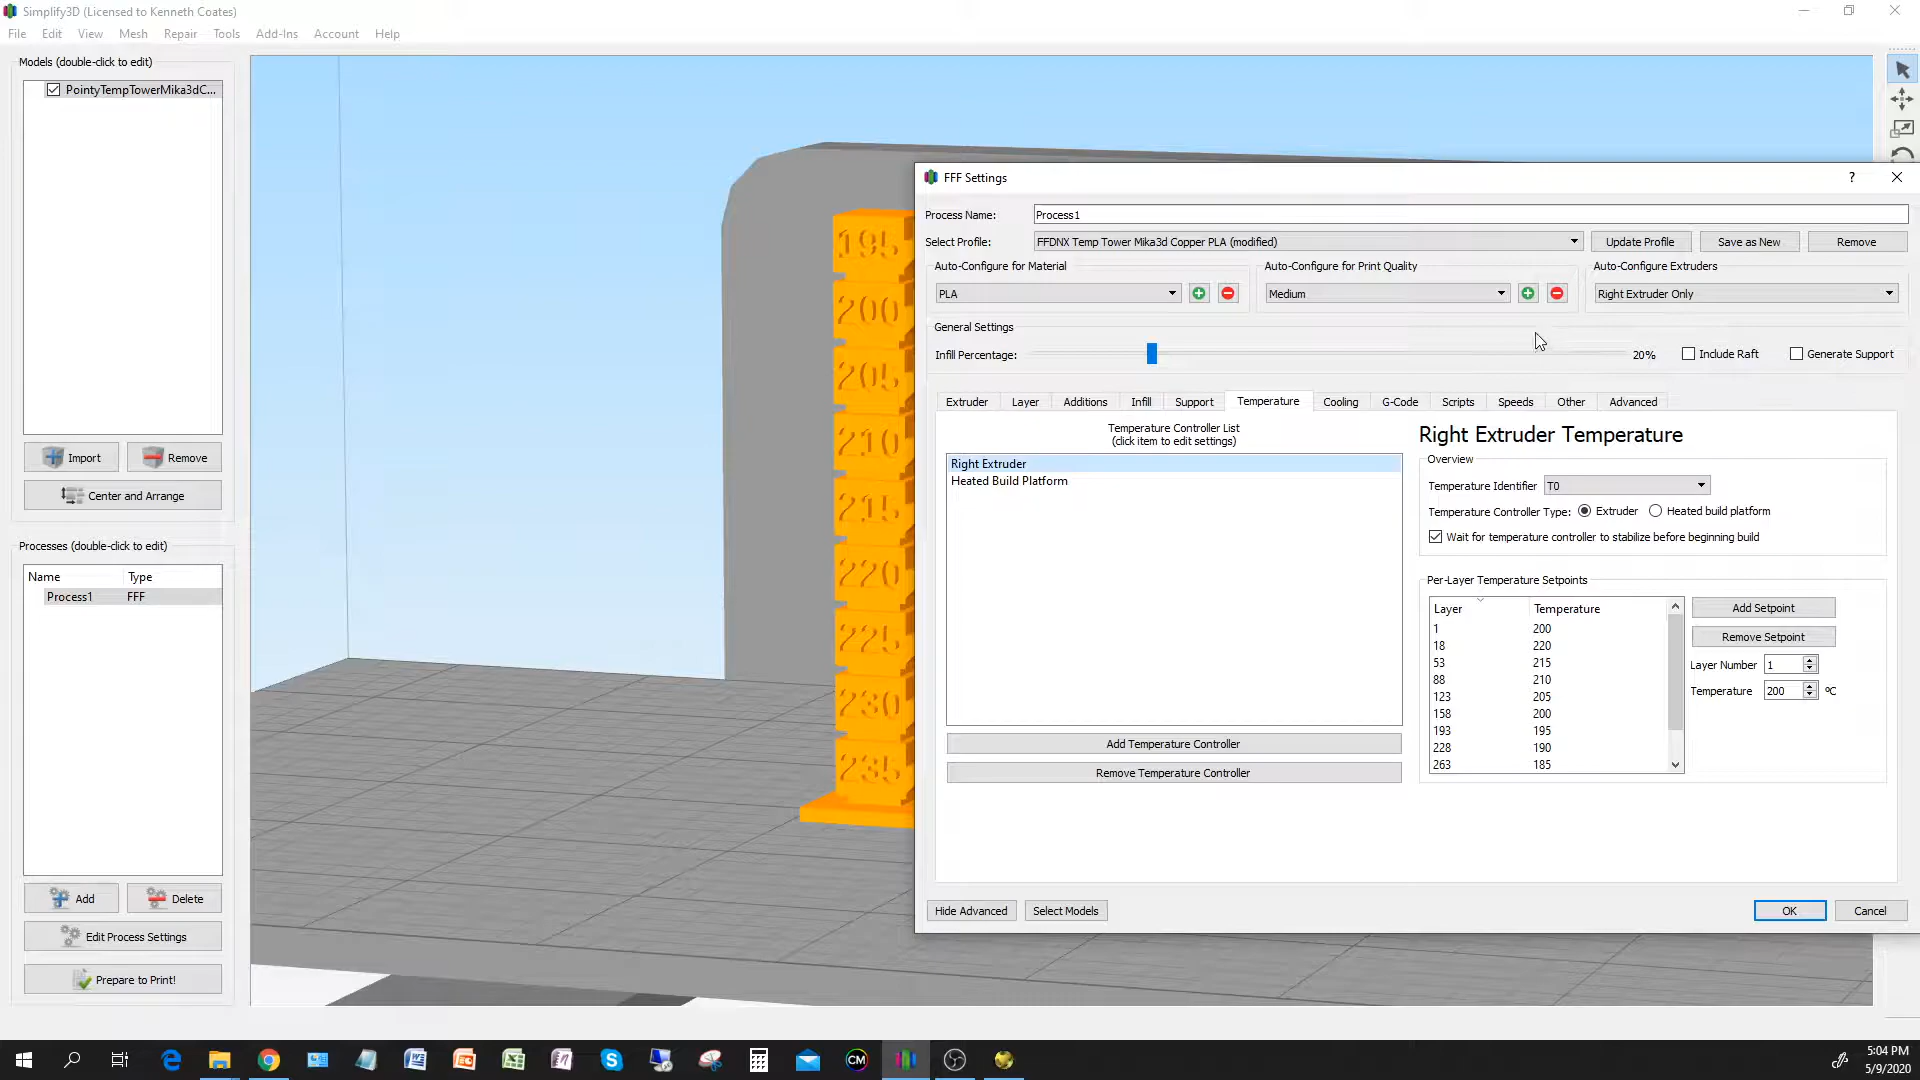 Simplify3D (Licensed to Kenneth Coates)
File Edit View Mesh Repair Tools Add-Ins Account Help
Models (double-click to edit)
PointyTempTowerMika3dC...
Import Remove
Center and Arrange
Processes (double-click to edit)
Name Type
Process1 FFF
Add Delete
Edit Process Settings
Prepare to Print!
195
200
205
210
215
220
225
230
235
FFF Settings
?
Process Name: Process1
Select Profile: FFDNX Temp Tower Mika3d Copper PLA (modified) Update Profile Save as New Remove
Auto-Configure for Material Auto-Configure for Print Quality Auto-Configure Extruders
PLA Medium Right Extruder Only
General Settings
Infill Percentage: 20% Include Raft Generate Support
Extruder Layer Additions Infill Support Temperature Cooling G-Code Scripts Speeds Other Advanced
Temperature Controller List
(click item to edit settings)
Right Extruder
Heated Build Platform
Add Temperature Controller
Remove Temperature Controller
Right Extruder Temperature
Overview
Temperature Identifier T0
Temperature Controller Type: Extruder Heated build platform
Wait for temperature controller to stabilize before beginning build
Per-Layer Temperature Setpoints
Layer Temperature
1 200
18 220
53 215
88 210
123 205
158 200
193 195
228 190
263 185
Add Setpoint
Remove Setpoint
Layer Number 1
Temperature 200 ºC
Hide Advanced Select Models OK Cancel
CM
5:04 PM
5/9/2020